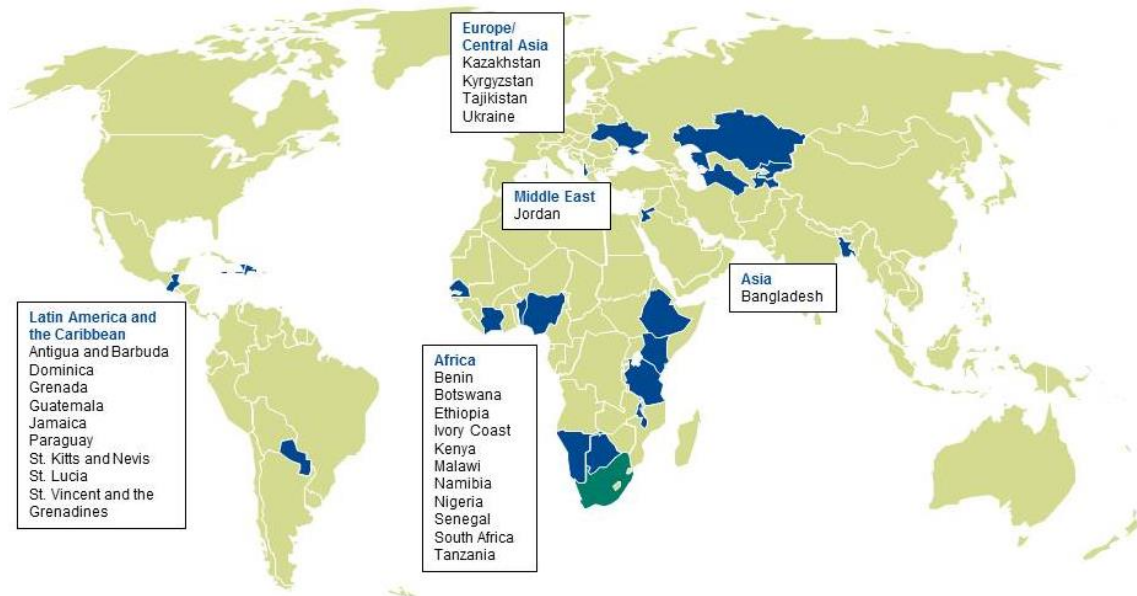 Europe/
Central Asia
Kazakhstan
Kyrgyzstan
Tajikistan
Ukraine
Middle East
Jordan
Asia
Bangladesh
Latin America and
the Caribbean
Antigua and Barbuda
Dominica
Grenada
Guatemala
Jamaica
Paraguay
St. Kitts and Nevis
St. Lucia
St. Vincent and the
Grenadines
Africa
Benin
Botswana
Ethiopia
Ivory Coast
Kenya
Malawi
Namibia
Nigeria
Senegal
South Africa
Tanzania